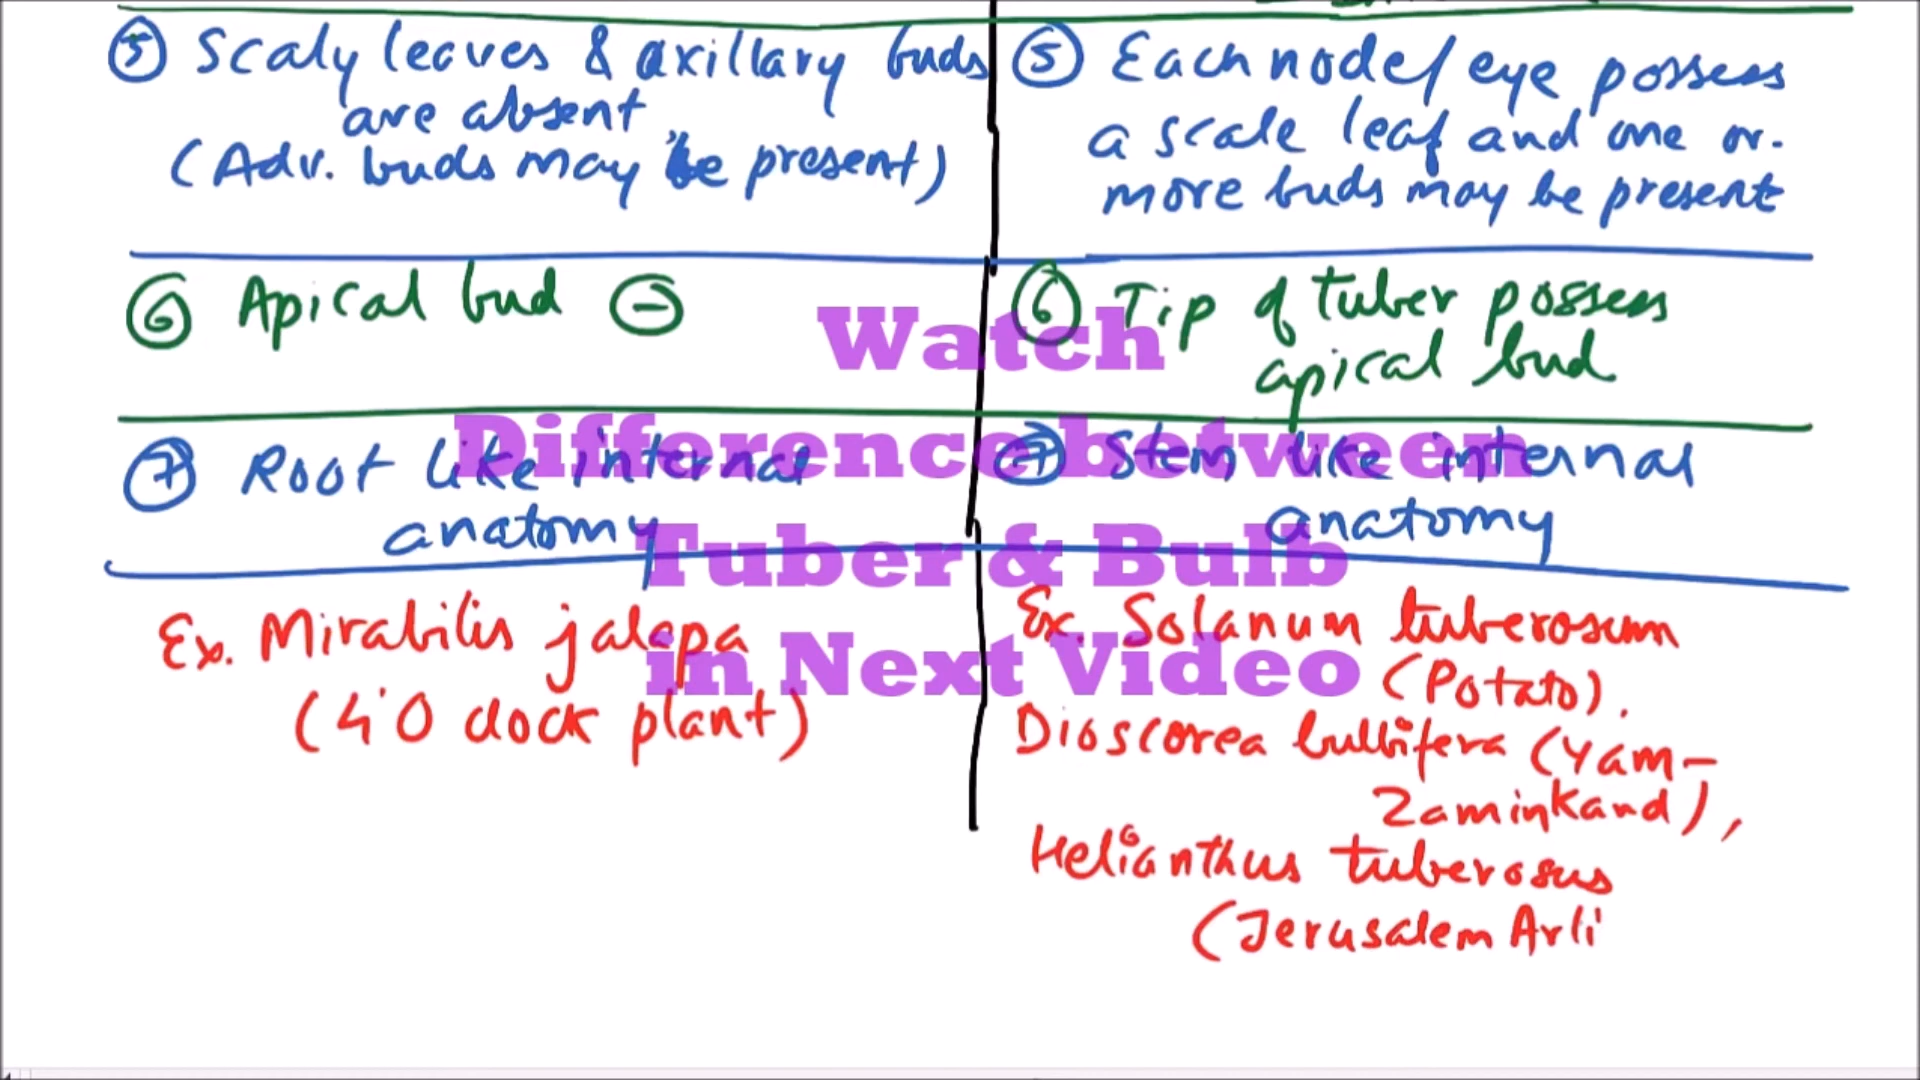 ⑤ Scaly leaves & axillary buds
are absent
(Adv. buds may be present)
⑥ Apical bud ⊖
⑦ Root like internal
anatomy
Ex. Mirabilis jalapa
(4'O clock plant)
⑤ Each node/ eye possess
a scale leaf and one or
more buds may be present
⑥ Tip of tuber possess
apical bud
⑦ Stem like internal
anatomy
Ex. Solanum tuberosum
(Potato).
Dioscorea bulbifera (Yam-
Zaminkand),
Helianthus tuberosus
(Jerusalem Arti
Watch
Difference between
Tuber & Bulb
in Next Video